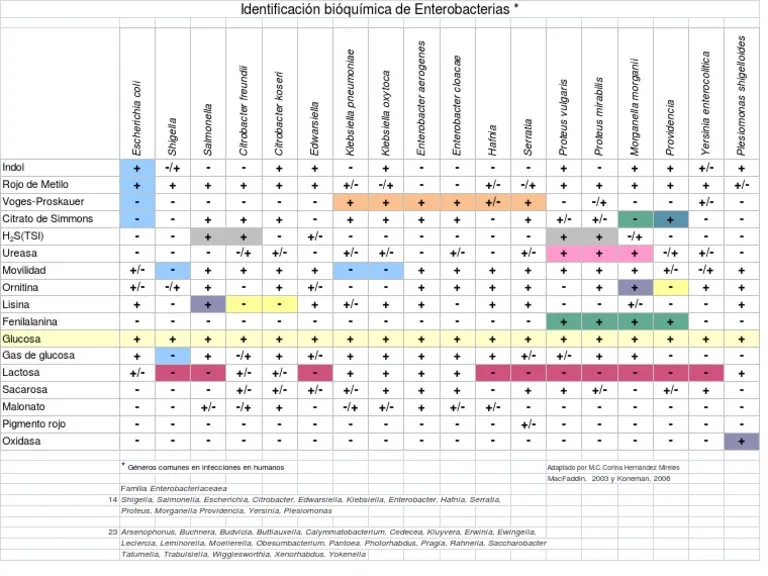 Identificación bióquímica de Enterobacterias *
Escherichia coli Shigella Salmonella Citrobacter freundii Citrobacter koseri Edwarsiella Klebsiella pneumoniae Klebsiella oxytoca Enterobacter aerogenes Enterobacter cloacae Hafnia Serratia Proteus vulgaris Proteus mirabilis Morganella morganii Providencia Yersinia enterocolítica Plesiomonas shigelloides
Indol + -/+ - - + + - + - - - - + - + + +/- +
Rojo de Metilo + + + + + + +/- -/+ - - +/- -/+ + + + + + +/-
Voges-Proskauer - - - - - - + + + + +/- + - -/+ - - +/- -
Citrato de Simmons - - + + + - + + + + - + +/- +/- - + - -
H₂S(TSI) - - + + - +/- - - - - - - + + -/+ - - -
Ureasa - - - -/+ +/- - +/- +/- - +/- - +/- + + + -/+ +/- -
Movilidad +/- - + + + + - - + + + + + + + +/- -/+ +
Ornitina +/- -/+ + - + +/- - - + + + + - + + - + +
Lisina + - + - - + +/- + + - + + - - +/- - - +
Fenilalanina - - - - - - - - - - - - + + + + - -
Glucosa + + + + + + + + + + + + + + + + + +
Gas de glucosa + - + -/+ + +/- + + + + + +/- +/- + + - - -
Lactosa +/- - - +/- +/- - + + + + - - - - - - - +
Sacarosa - - - +/- +/- +/- +/- + + + - + + +/- - +/- + -
Malonato - - +/- -/+ + - -/+ +/- + +/- +/- - - - - - - -
Pigmento rojo - - - - - - - - - - - +/- - - - - - -
Oxidasa - - - - - - - - - - - - - - - - - +
* Géneros comunes en infecciones en humanos
Adaptado por M.C.Corina Hernández Mireles
MacFaddin, 2003 y Koneman, 2006
Familia Enterobacteriaceaea
14 Shigella, Salmonella, Escherichia, Citrobacter, Edwarsiella, Klebsiella, Enterobacter, Hafnia, Serratia,
Proteus, Morganella Providencia, Yersinia, Plesiomonas
23 Arsenophonus, Buchnera, Budvicia, Buttiauxella, Calymmatobacterium, Cedecea, Kluyvera, Erwinia, Ewingella,
Leclercia, Leminorella, Moellerella, Obesumbacterium, Pantoea, Photorhabdus, Pragia, Rahnella, Saccharobacter
Tatumella, Trabulsiella, Wigglesworthia, Xenorhabdus, Yokenella